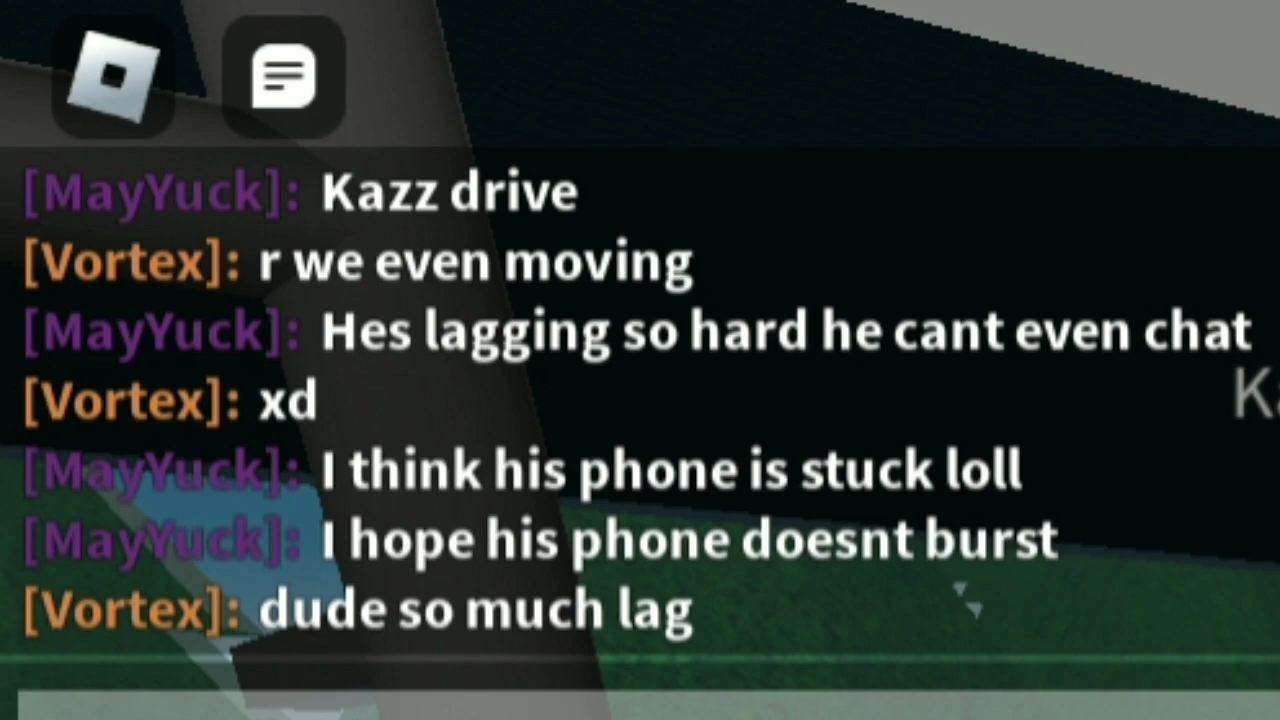 [MayYuck]: Kazz drive
[Vortex]: r we even moving
[MayYuck]: Hes lagging so hard he cant even chat
[Vortex]: xd
[MayYuck]: I think his phone is stuck loll
[MayYuck]: I hope his phone doesnt burst
[Vortex]: dude so much lag